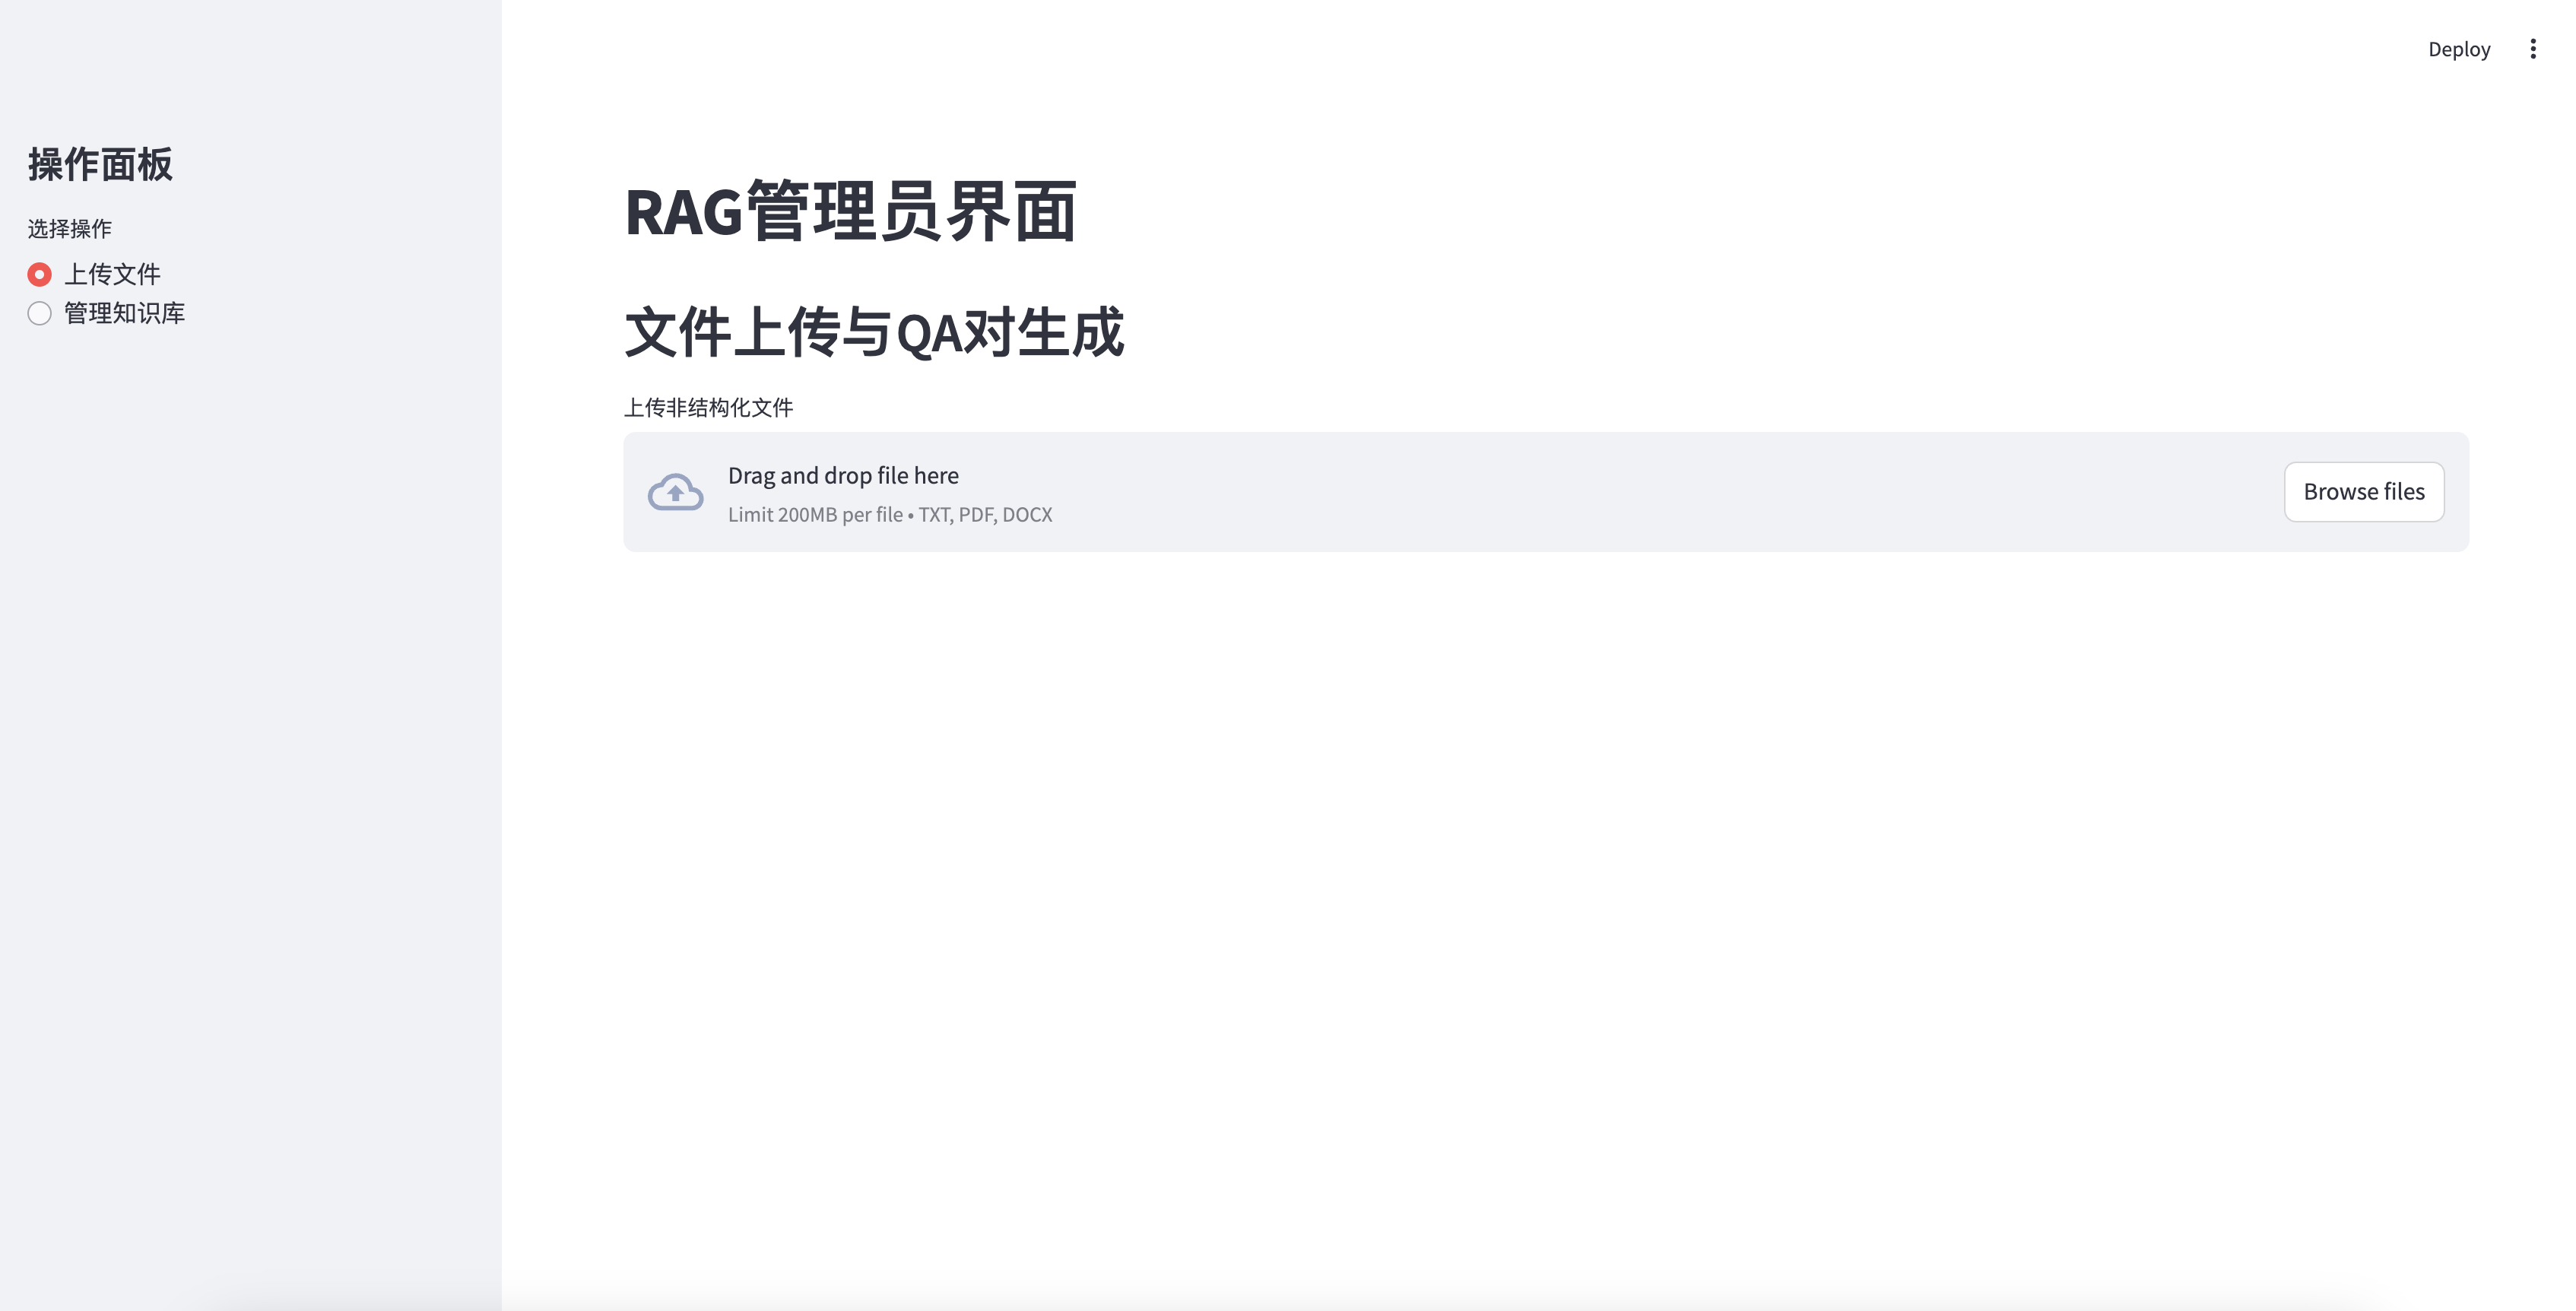 Deploy
操作面板
选择操作
上传文件
管理知识库
RAG管理员界面
文件上传与QA对生成
上传非结构化文件
Drag and drop file here
Limit 200MB per file • TXT, PDF, DOCX
Browse files